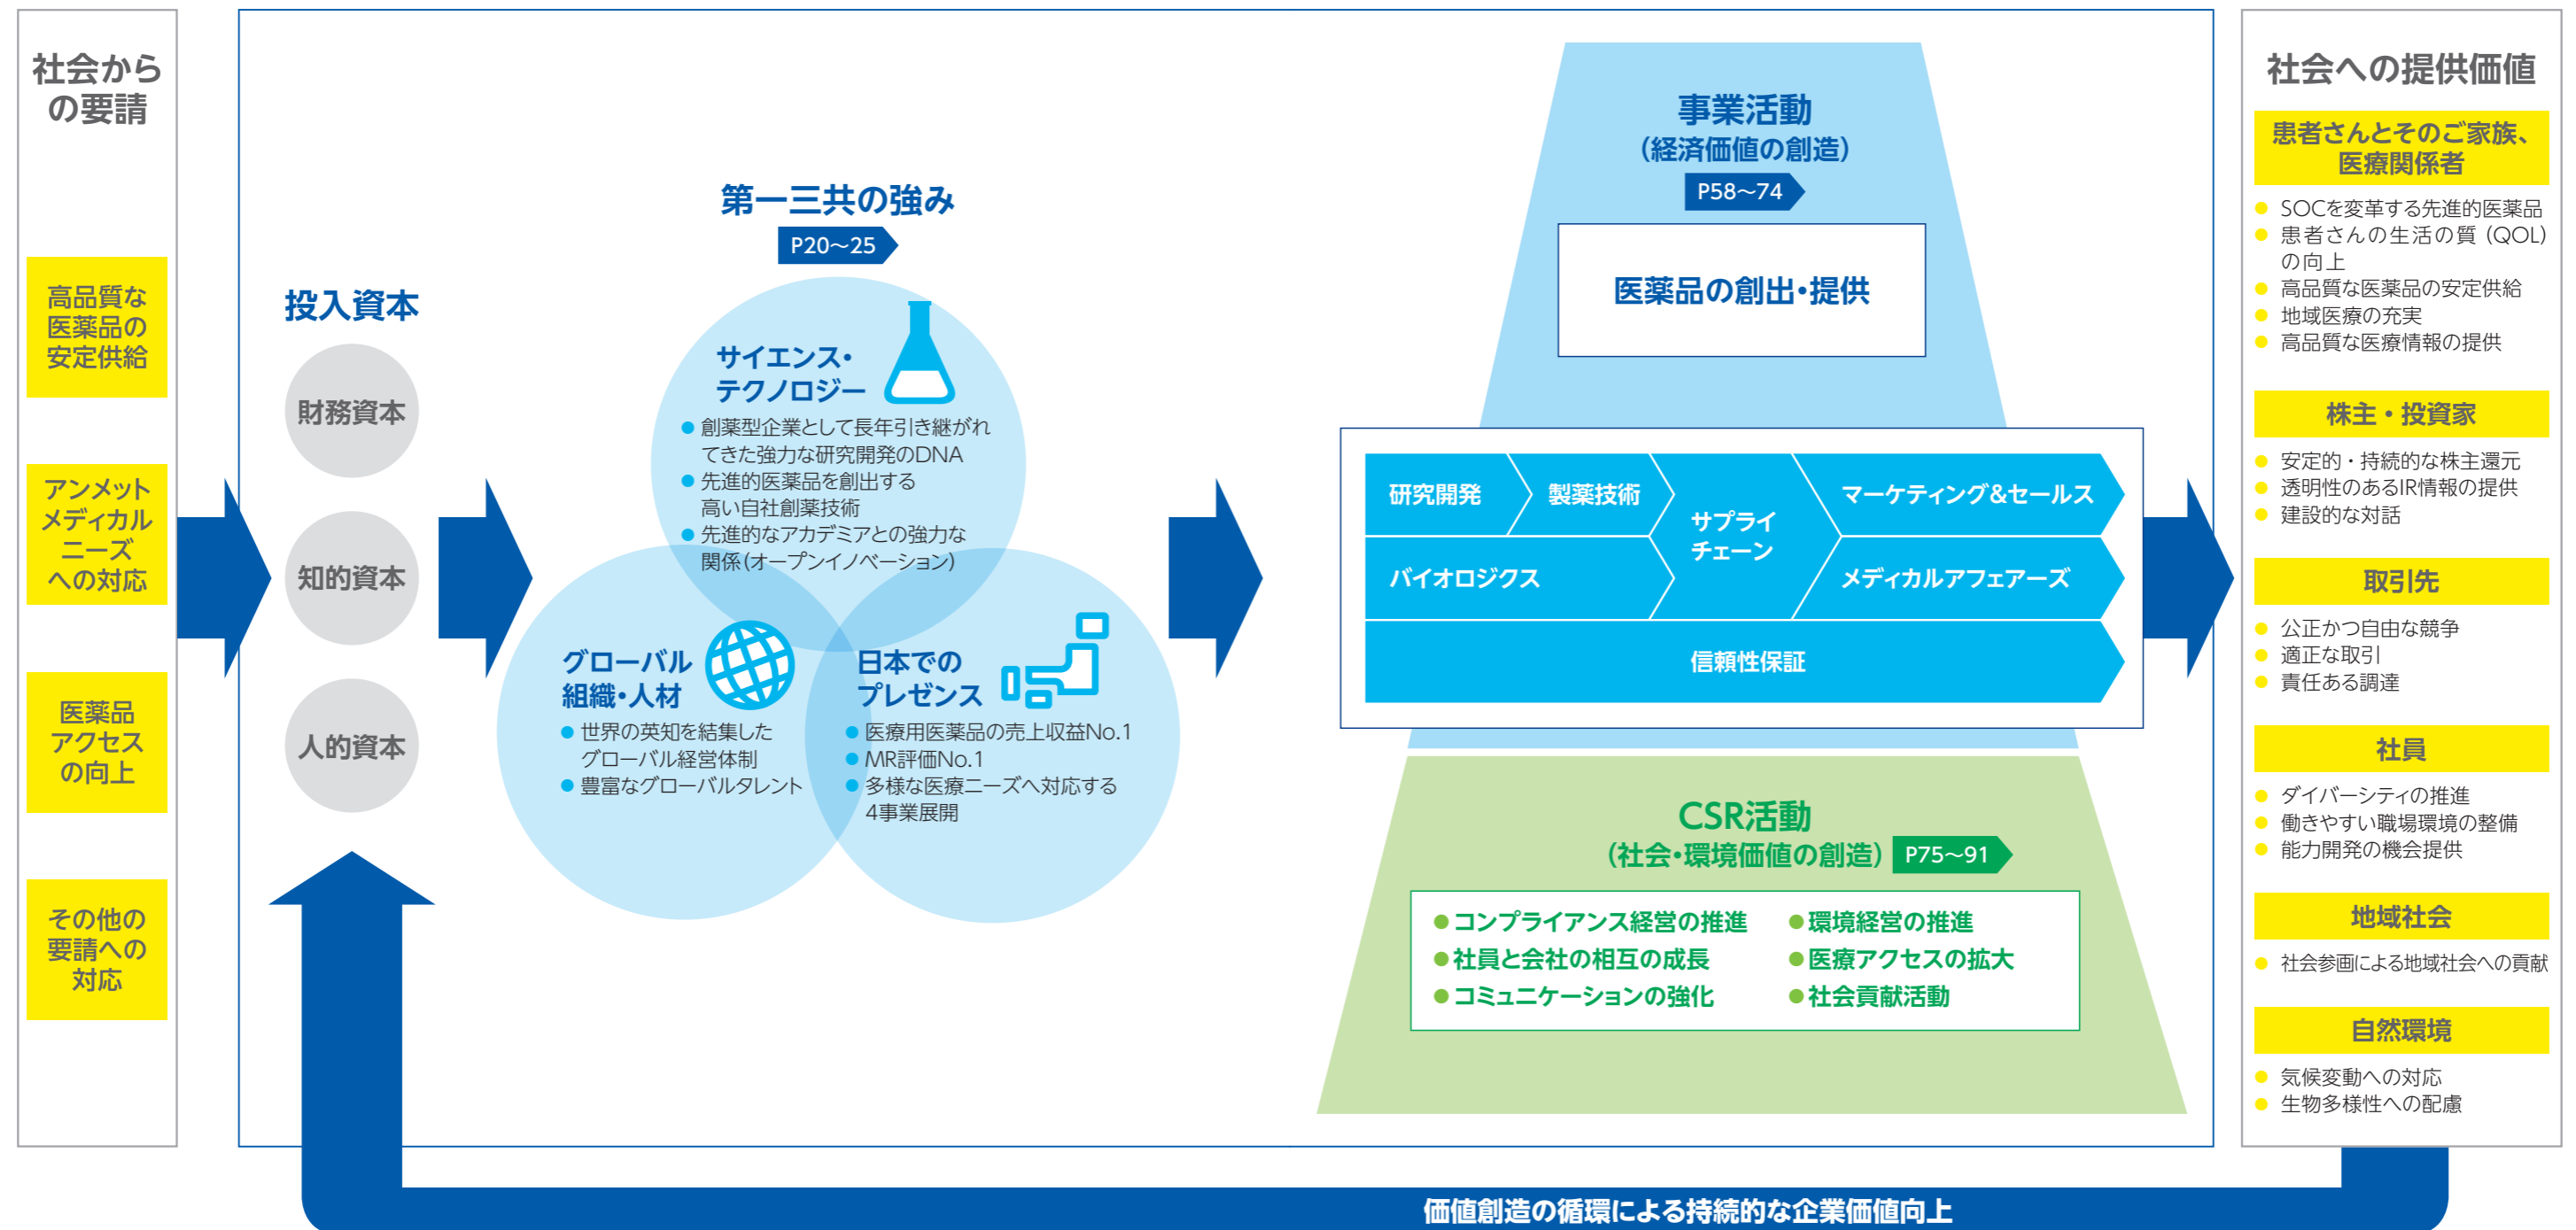 社会から
の要請
高品質な
医薬品の
安定供給
アンメット
メディカル
ニーズ
への対応
医薬品
アクセス
の向上
その他の
要請への
対応
投入資本
財務資本
知的資本
人的資本
第一三共の強み
P20～25
サイエンス・
テクノロジー
● 創薬型企業として長年引き継がれ
てきた強力な研究開発のDNA
● 先進的医薬品を創出する
高い自社創薬技術
● 先進的なアカデミアとの強力な
関係（オープンイノベーション）
グローバル
組織・人材
● 世界の英知を結集した
グローバル経営体制
● 豊富なグローバルタレント
日本での
プレゼンス
● 医療用医薬品の売上収益No.1
● MR評価No.1
● 多様な医療ニーズへ対応する
4事業展開
事業活動
（経済価値の創造）
P58～74
医薬品の創出・提供
研究開発
製薬技術
バイオロジクス
サプライ
チェーン
マーケティング&セールス
メディカルアフェアーズ
信頼性保証
CSR活動
（社会・環境価値の創造） P75～91
● コンプライアンス経営の推進
● 社員と会社の相互の成長
● コミュニケーションの強化
● 環境経営の推進
● 医療アクセスの拡大
● 社会貢献活動
社会への提供価値
患者さんとそのご家族、
医療関係者
● SOCを変革する先進的医薬品
● 患者さんの生活の質（QOL）
の向上
● 高品質な医薬品の安定供給
● 地域医療の充実
● 高品質な医療情報の提供
株主・投資家
● 安定的・持続的な株主還元
● 透明性のあるIR情報の提供
● 建設的な対話
取引先
● 公正かつ自由な競争
● 適正な取引
● 責任ある調達
社員
● ダイバーシティの推進
● 働きやすい職場環境の整備
● 能力開発の機会提供
地域社会
● 社会参画による地域社会への貢献
自然環境
● 気候変動への対応
● 生物多様性への配慮
価値創造の循環による持続的な企業価値向上